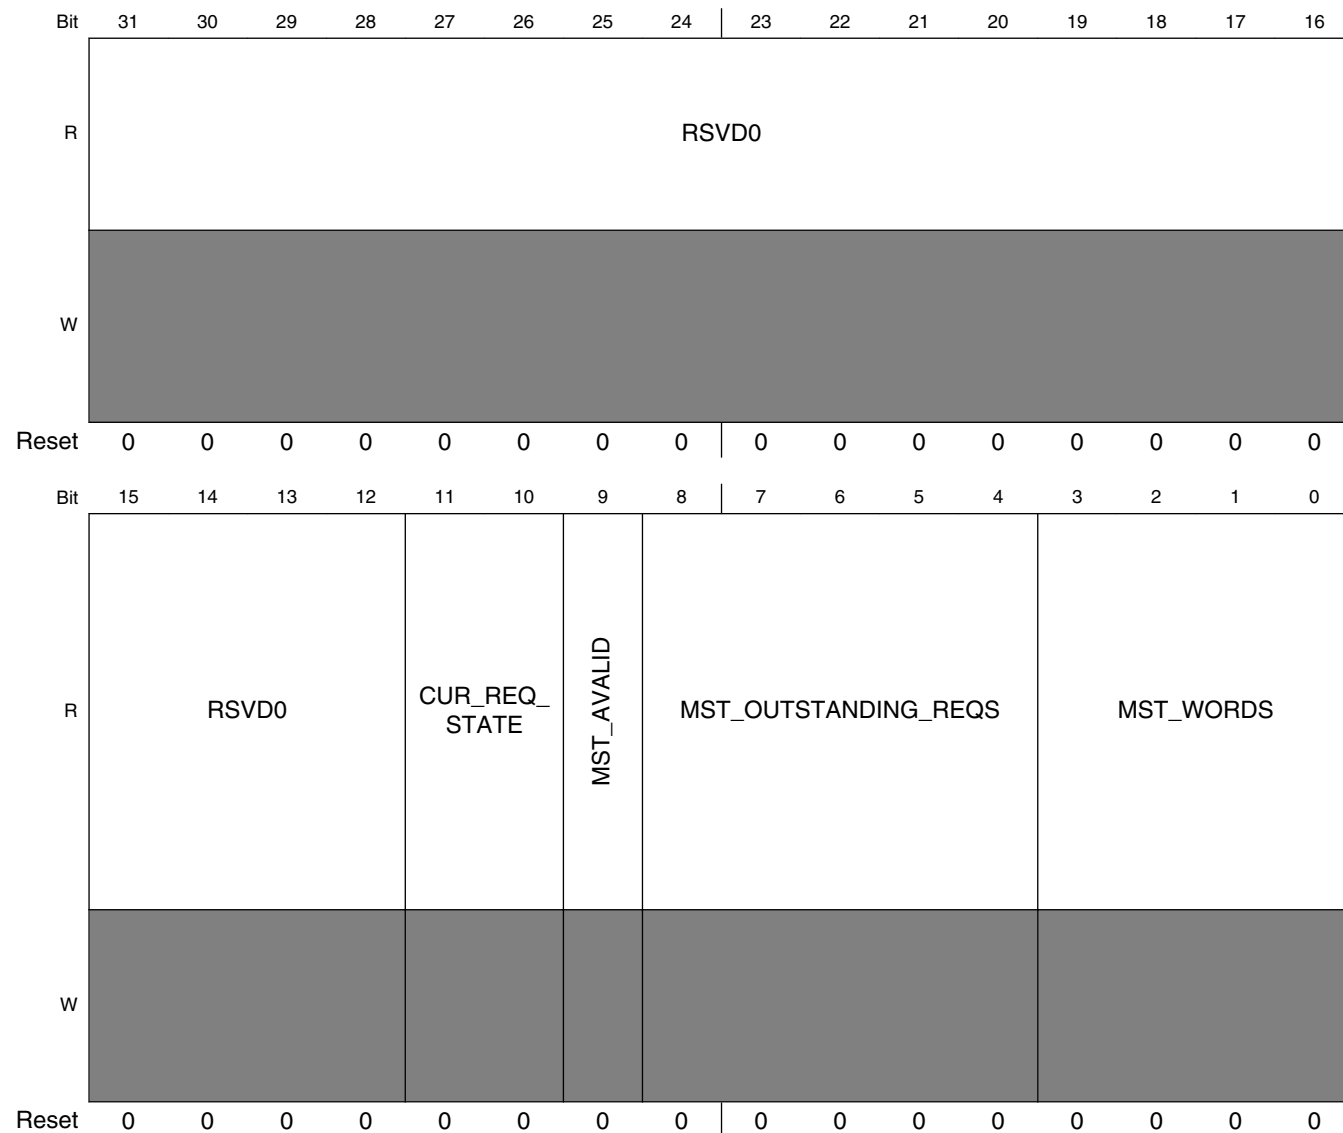 Bit 31 30 29 28 27 26 25 24 23 22 21 20 19 18 17 16
R RSVD0
W
Reset 0 0 0 0 0 0 0 0 0 0 0 0 0 0 0 0
Bit 15 14 13 12 11 10 9 8 7 6 5 4 3 2 1 0
R RSVD0 CUR_REQ_
STATE MST_AVALID MST_OUTSTANDING_REQS MST_WORDS
W
Reset 0 0 0 0 0 0 0 0 0 0 0 0 0 0 0 0